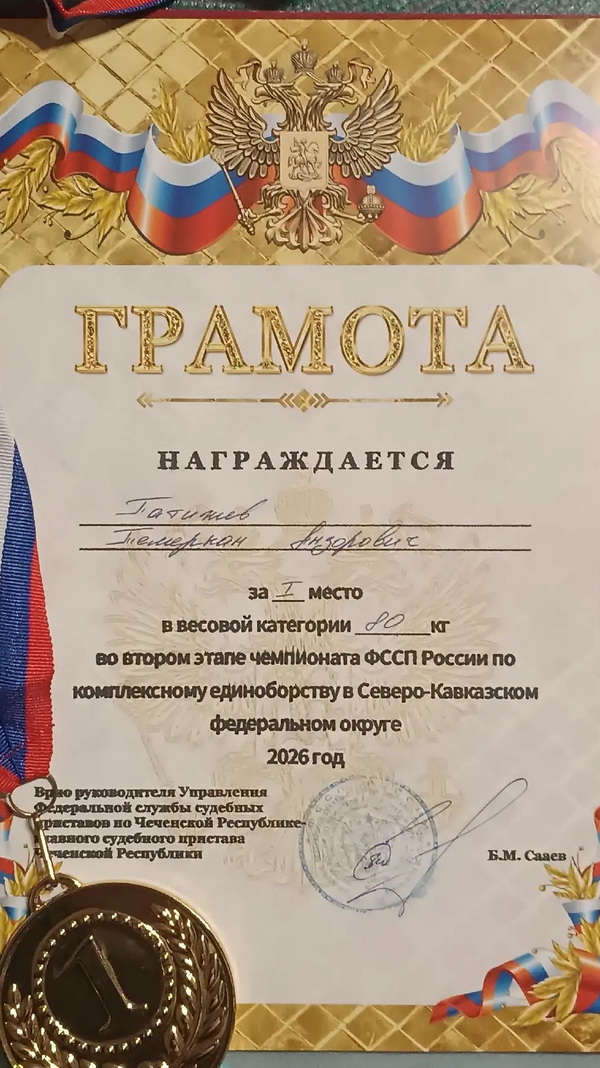 ГРАМОТА
НАГРАЖДАЕТСЯ
Темеркан Анзорович
за I место
в весовой категории 80 кг
во втором этапе чемпионата ФССП России по
комплексному единоборству в Северо-Кавказском
федеральном округе
2026 год
Врио руководителя Управления
Федеральной службы судебных
приставов по Чеченской Республике-
главного судебного пристава
Чеченской Республики
Б.М. Сааев
1